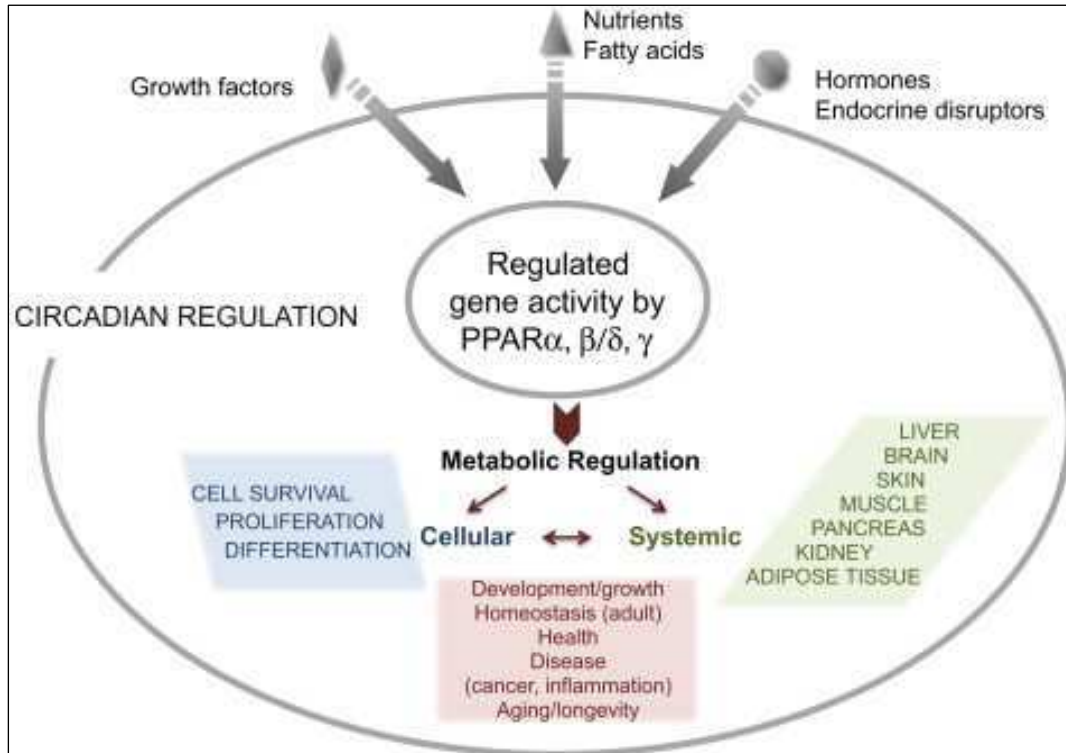 Nutrients
Fatty acids
Growth factors
Hormones
Endocrine disruptors
Regulated
gene activity by
PPARα, β/δ, γ
CIRCADIAN REGULATION
Metabolic Regulation
CELL SURVIVAL
PROLIFERATION
DIFFERENTIATION
Cellular
Systemic
LIVER
BRAIN
SKIN
MUSCLE
PANCREAS
KIDNEY
ADIPOSE TISSUE
Development/growth
Homeostasis (adult)
Health
Disease
(cancer, inflammation)
Aging/longevity